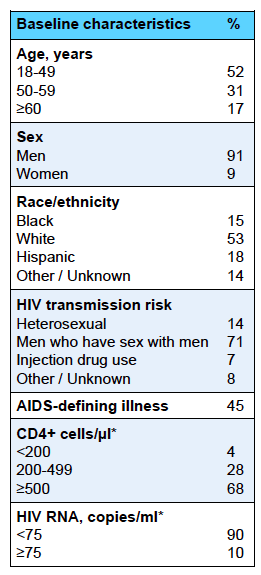 Baseline characteristics %
Age, years
18-49 52
50-59 31
≥60 17
Sex
Men 91
Women 9
Race/ethnicity
Black 15
White 53
Hispanic 18
Other / Unknown 14
HIV transmission risk
Heterosexual 14
Men who have sex with men 71
Injection drug use 7
Other / Unknown 8
AIDS-defining illness 45
CD4+ cells/µl*
<200 4
200-499 28
≥500 68
HIV RNA, copies/ml*
<75 90
≥75 10